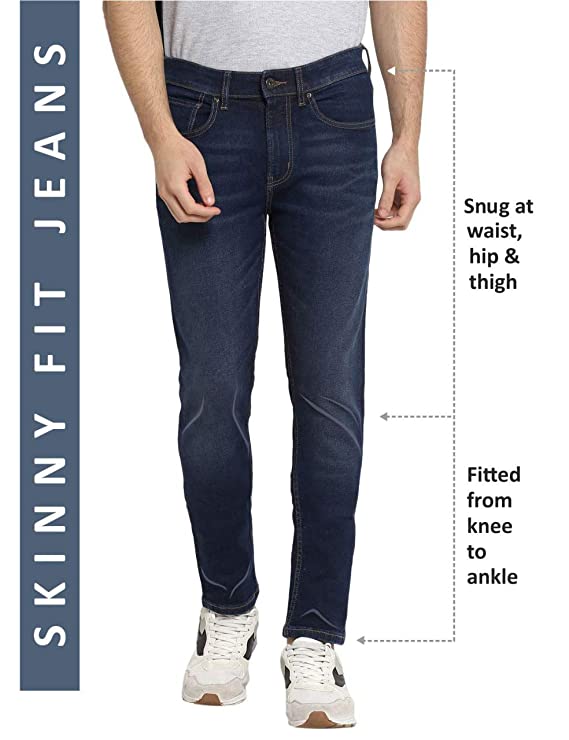 SKINNY FIT JEANS
Snug at
waist,
hip &
thigh
Fitted
from
knee
to
ankle